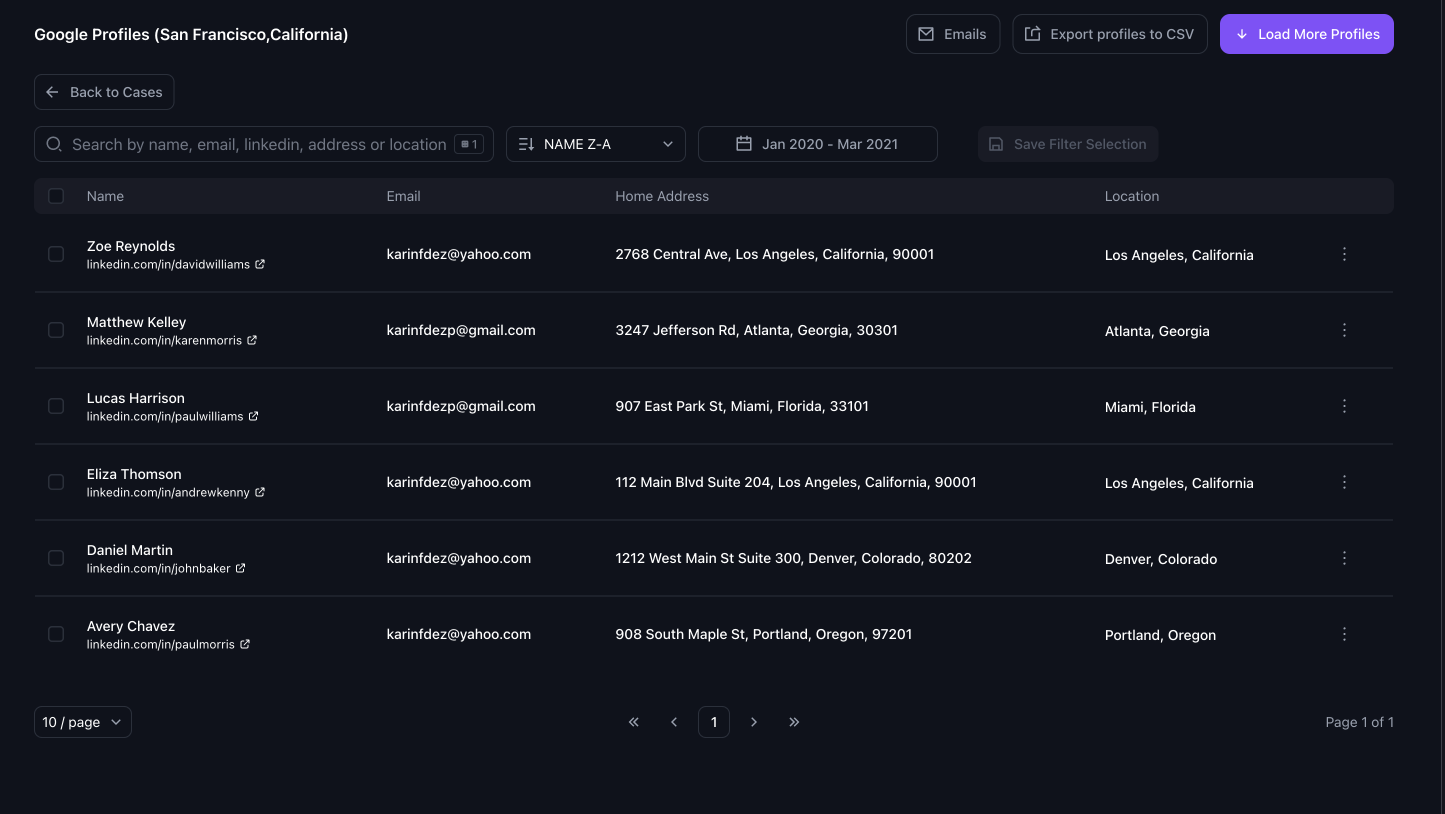 Google Profiles (San Francisco,California)
Emails
Export profiles to CSV
Load More Profiles
Back to Cases
Search by name, email, linkedin, address or location
1
NAME Z-A
Jan 2020 - Mar 2021
Save Filter Selection
Name Email Home Address Location
Zoe Reynolds
linkedin.com/in/davidwilliams
karinfdez@yahoo.com
2768 Central Ave, Los Angeles, California, 90001
Los Angeles, California
Matthew Kelley
linkedin.com/in/karenmorris
karinfdezp@gmail.com
3247 Jefferson Rd, Atlanta, Georgia, 30301
Atlanta, Georgia
Lucas Harrison
linkedin.com/in/paulwilliams
karinfdezp@gmail.com
907 East Park St, Miami, Florida, 33101
Miami, Florida
Eliza Thomson
linkedin.com/in/andrewkenny
karinfdez@yahoo.com
112 Main Blvd Suite 204, Los Angeles, California, 90001
Los Angeles, California
Daniel Martin
linkedin.com/in/johnbaker
karinfdez@yahoo.com
1212 West Main St Suite 300, Denver, Colorado, 80202
Denver, Colorado
Avery Chavez
linkedin.com/in/paulmorris
karinfdez@yahoo.com
908 South Maple St, Portland, Oregon, 97201
Portland, Oregon
10 / page
1
Page 1 of 1